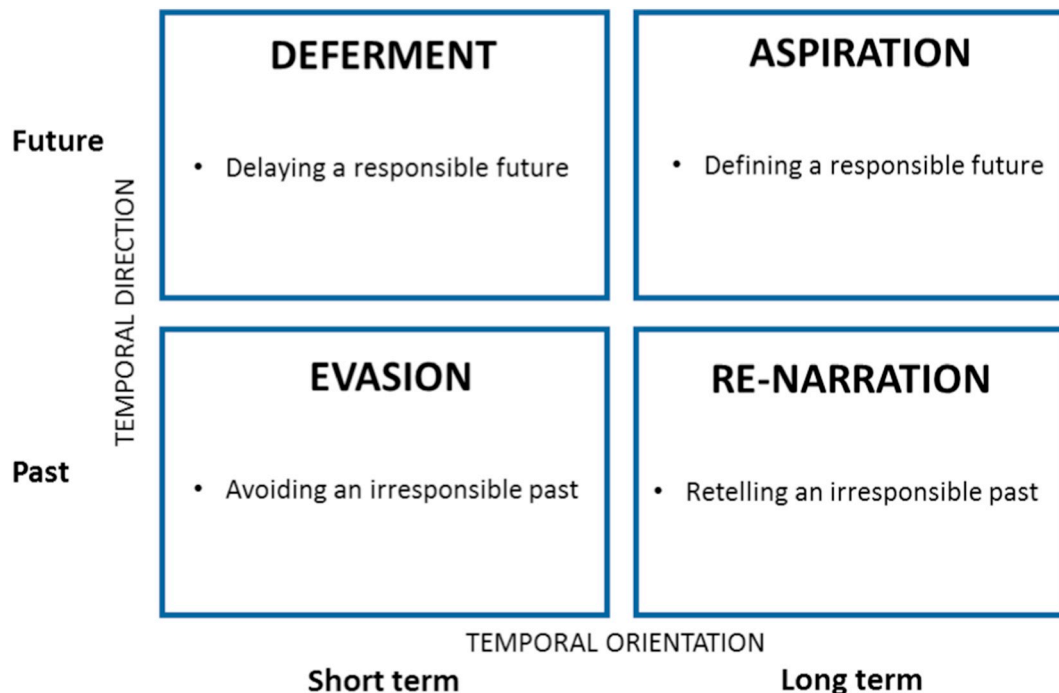 DEFERMENT
• Delaying a responsible future
ASPIRATION
• Defining a responsible future
Future
TEMPORAL DIRECTION
EVASION
• Avoiding an irresponsible past
RE-NARRATION
• Retelling an irresponsible past
Past
TEMPORAL ORIENTATION
Short term
Long term